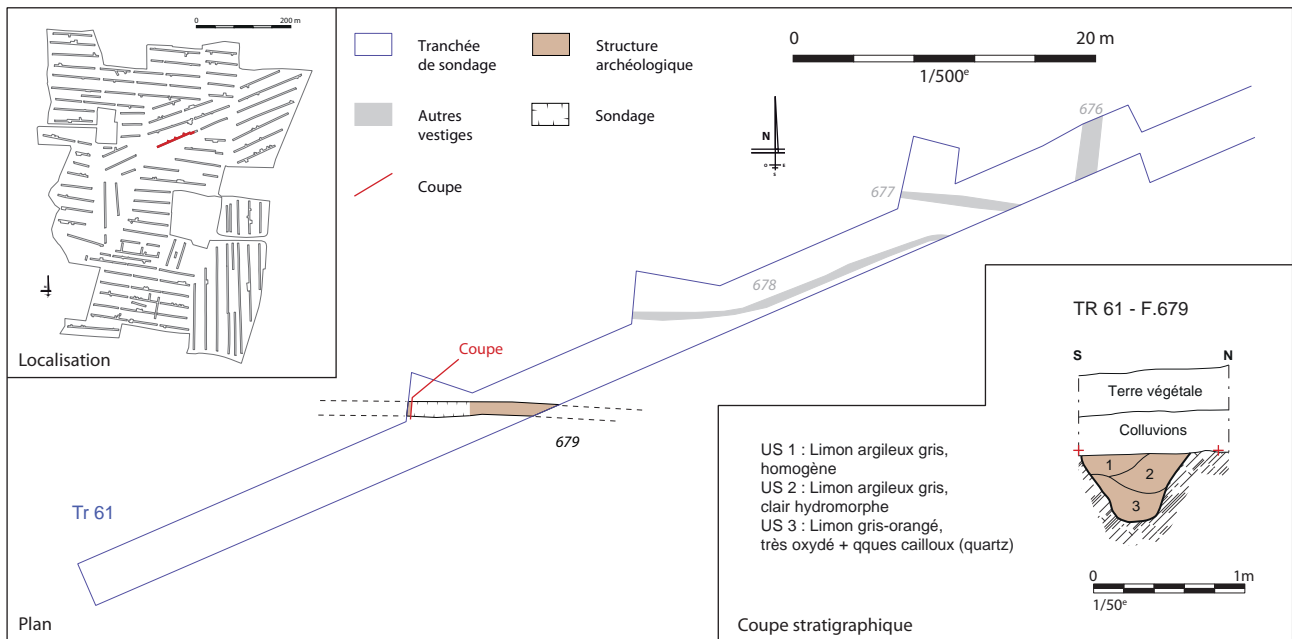 0 200 m
Localisation
Tranchée
de sondage
Structure
archéologique
Autres
vestiges
Sondage
Coupe
0 20 m
1/500e
N
O E
S
676
677
678
Coupe
679
Tr 61
Plan
TR 61 - F.679
S N
Terre végétale
Colluvions
1
2
3
US 1 : Limon argileux gris,
homogène
US 2 : Limon argileux gris,
clair hydromorphe
US 3 : Limon gris-orangé,
très oxydé + qques cailloux (quartz)
0 1m
1/50e
Coupe stratigraphique